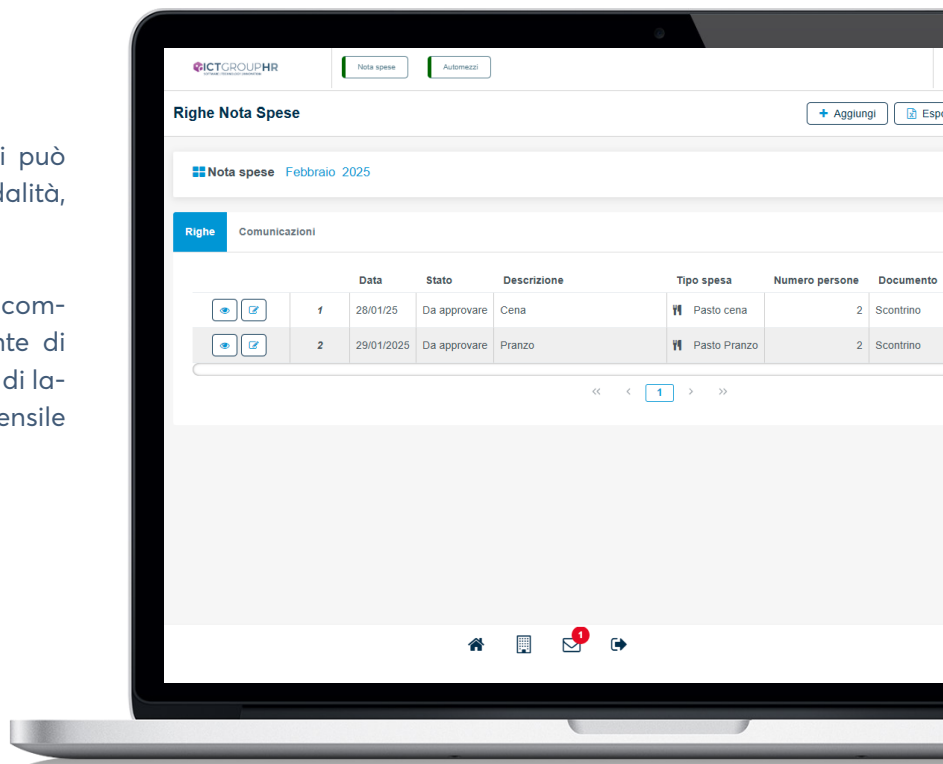 i può
dalità,
com-
nte di
di la-
ensile
ICTGROUPHR
Nota spese
Automezzi
Righe Nota Spese
+ Aggiungi
Nota spese Febbraio 2025
Righe Comunicazioni
Data Stato Descrizione Tipo spesa Numero persone Documento
1 28/01/25 Da approvare Cena Pasto cena 2 Scontrino
2 29/01/2025 Da approvare Pranzo Pasto Pranzo 2 Scontrino
<< < 1 > >>
1